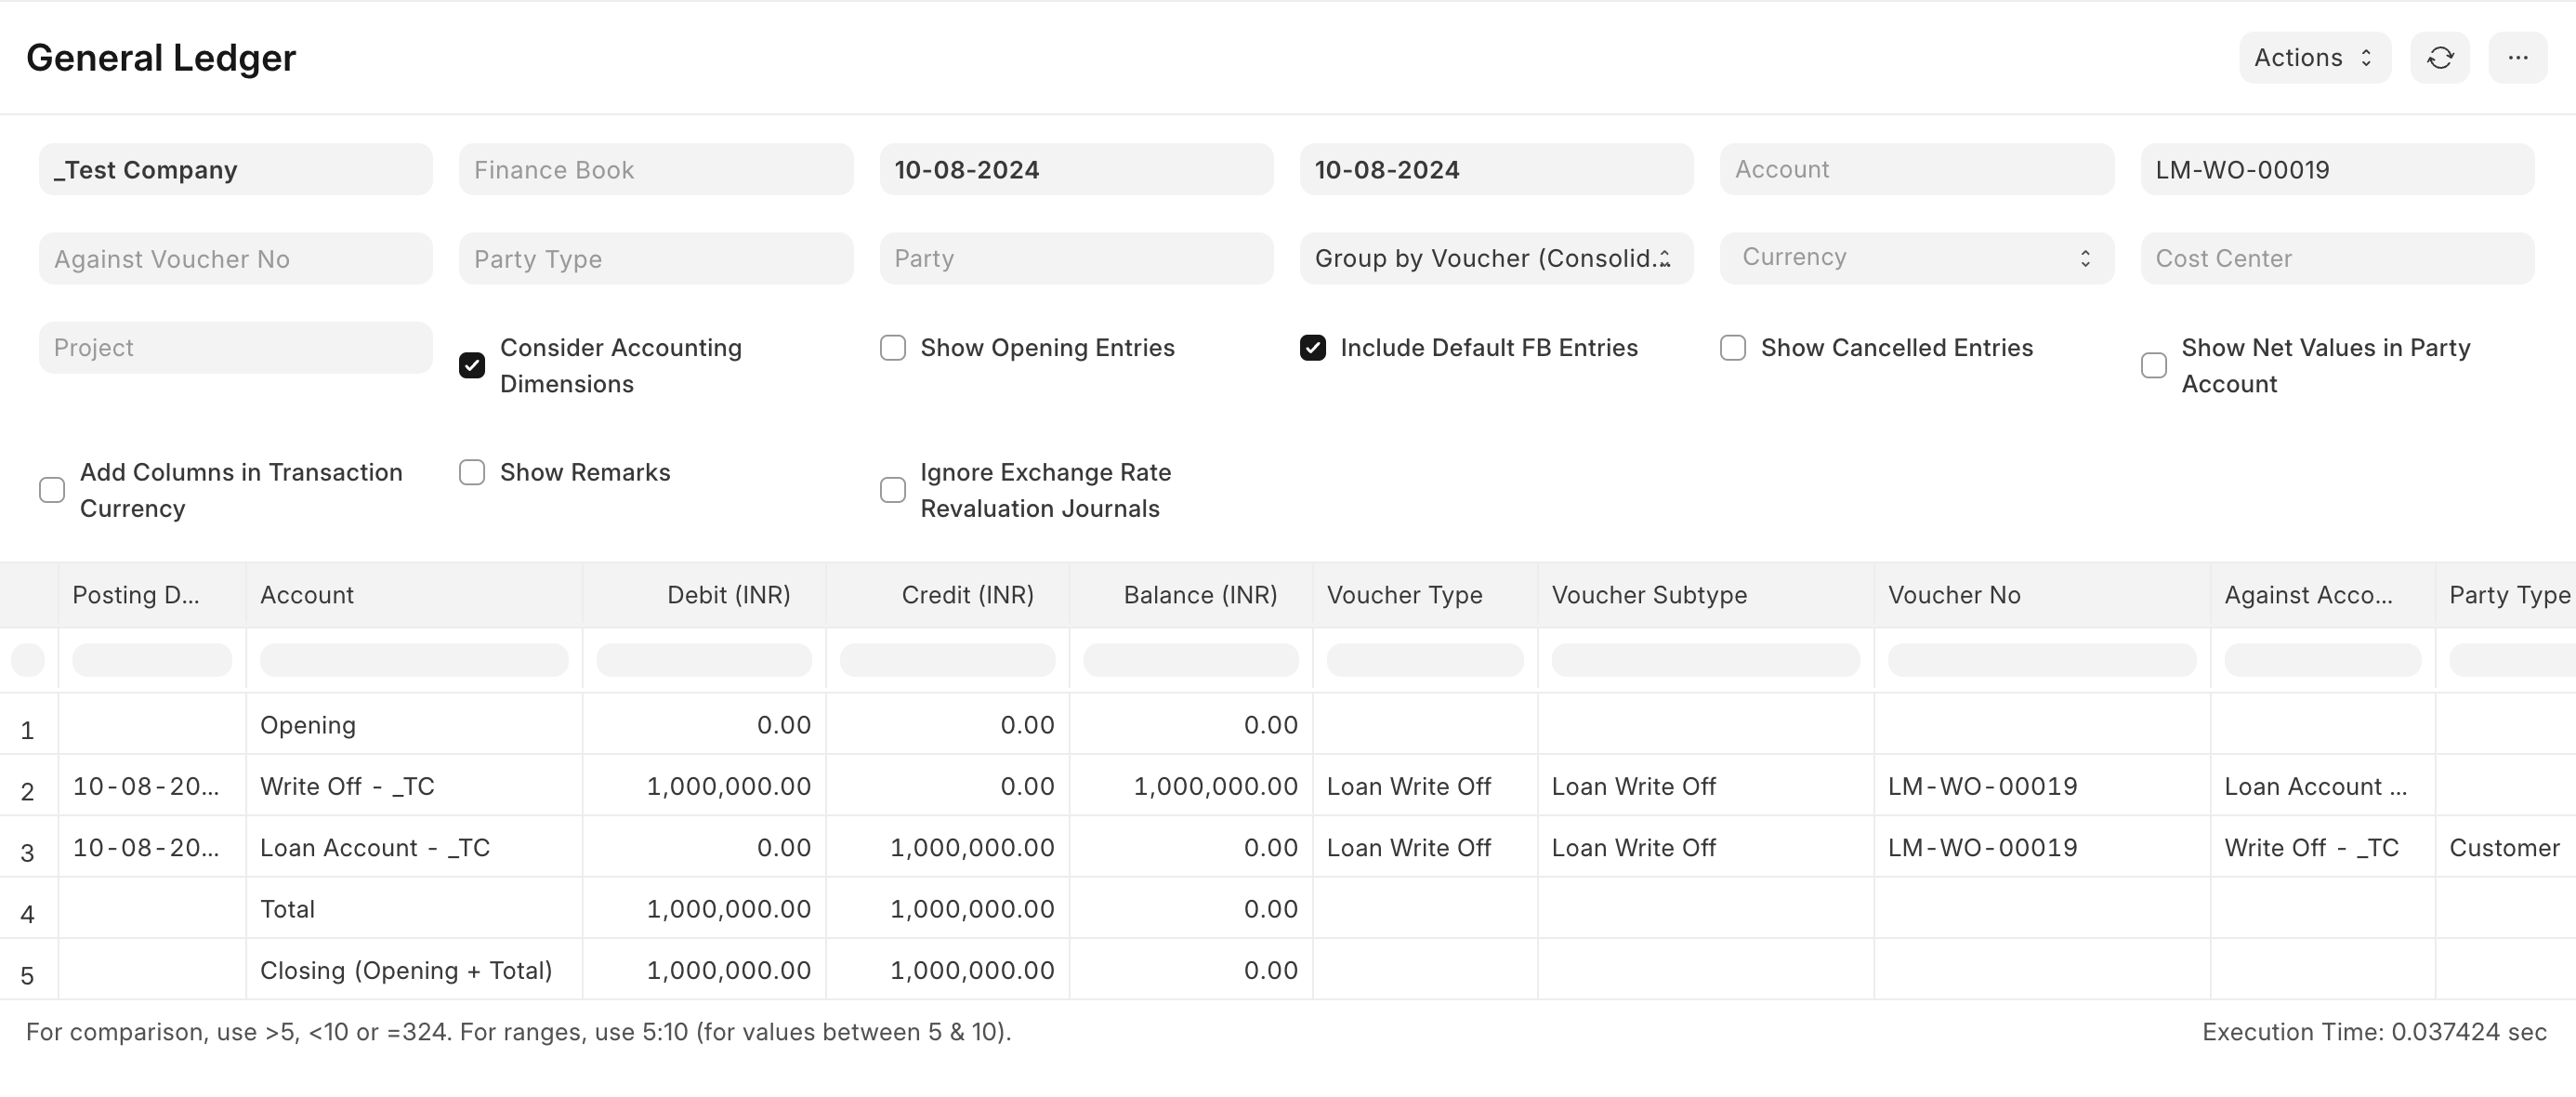 General Ledger
Actions
_Test Company
Finance Book
10-08-2024
10-08-2024
Account
LM-WO-00019
Against Voucher No
Party Type
Party
Group by Voucher (Consolid...
Currency
Cost Center
Project
Consider Accounting
Dimensions
Show Opening Entries
Include Default FB Entries
Show Cancelled Entries
Show Net Values in Party
Account
Add Columns in Transaction
Currency
Show Remarks
Ignore Exchange Rate
Revaluation Journals
Posting D... Account Debit (INR) Credit (INR) Balance (INR) Voucher Type Voucher Subtype Voucher No Against Acco... Party Type
1 Opening 0.00 0.00 0.00
2 10-08-20... Write Off - _TC 1,000,000.00 0.00 1,000,000.00 Loan Write Off Loan Write Off LM-WO-00019 Loan Account ...
3 10-08-20... Loan Account - _TC 0.00 1,000,000.00 0.00 Loan Write Off Loan Write Off LM-WO-00019 Write Off - _TC Customer
4 Total 1,000,000.00 1,000,000.00 0.00
5 Closing (Opening + Total) 1,000,000.00 1,000,000.00 0.00
For comparison, use >5, <10 or =324. For ranges, use 5:10 (for values between 5 & 10).
Execution Time: 0.037424 sec